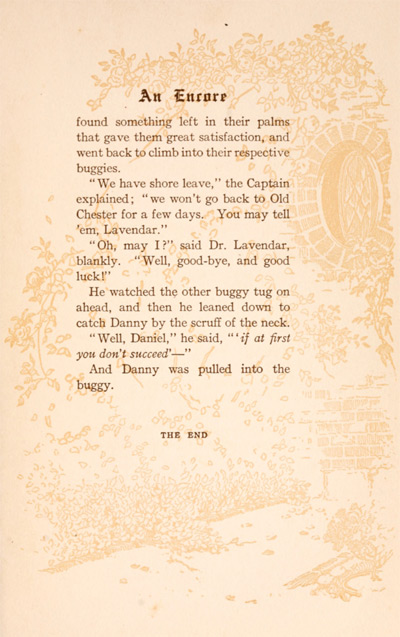 An Encore
found something left in their palms
that gave them great satisfaction, and
went back to climb into their respective
buggies.
"We have shore leave," the Captain
explained; "we won't go back to Old
Chester for a few days. You may tell
'em, Lavendar."
"Oh, may I?" said Dr. Lavendar,
blankly. "Well, good-bye, and good
luck!"
He watched the other buggy tug on
ahead, and then he leaned down to
catch Danny by the scruff of the neck.
"Well, Daniel," he said, "'if at first
you don't succeed'—"
And Danny was pulled into the
buggy.
THE END